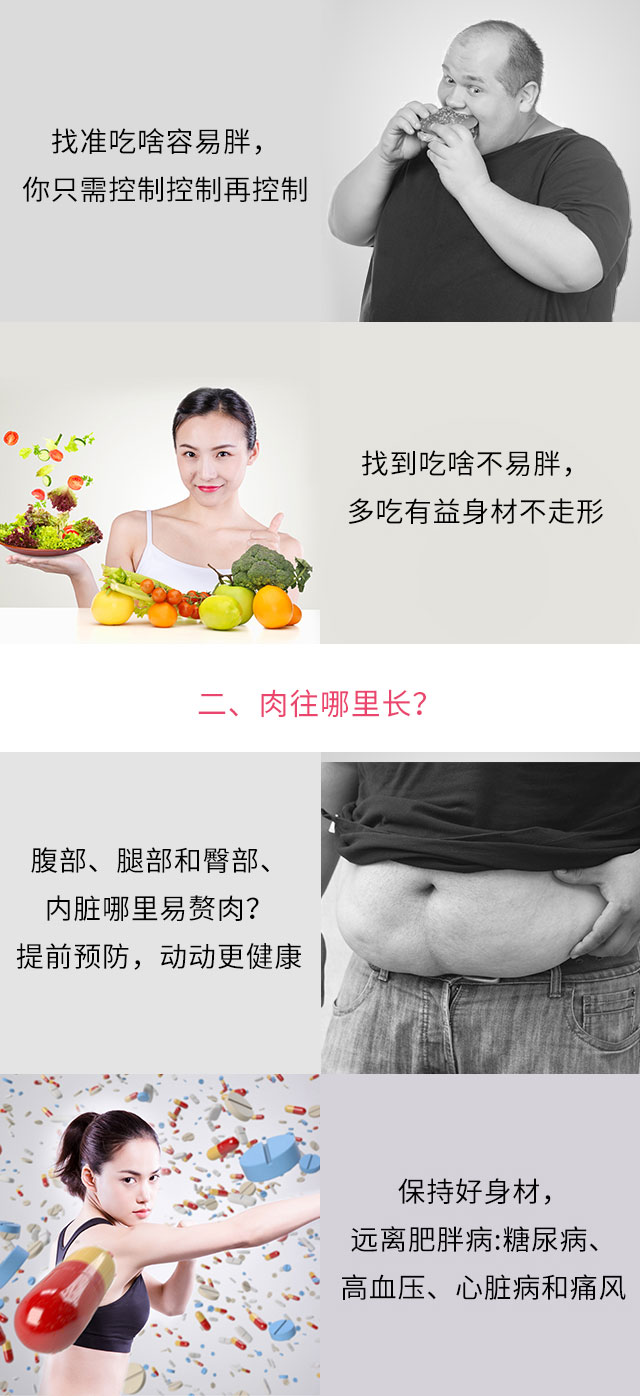 找准吃啥容易胖，
你只需控制控制再控制
找到吃啥不易胖，
多吃有益身材不走形
二、肉往哪里长？
腹部、腿部和臀部、
内脏哪里易赘肉？
提前预防，动动更健康
保持好身材，
远离肥胖病:糖尿病、
高血压、心脏病和痛风